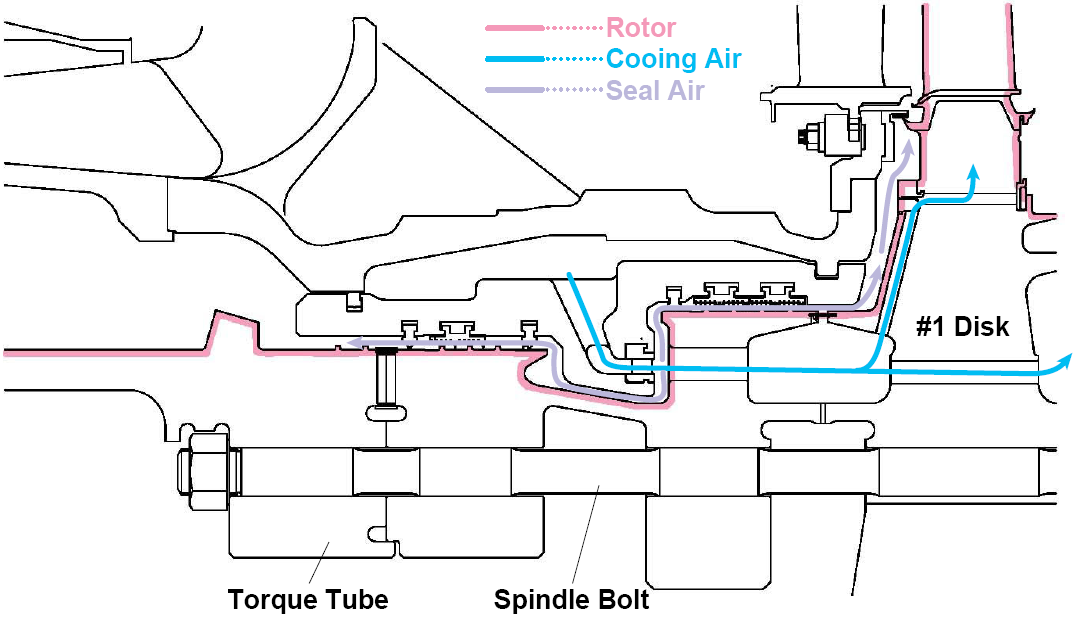 Rotor
Cooing Air
Seal Air
#1 Disk
Torque Tube
Spindle Bolt